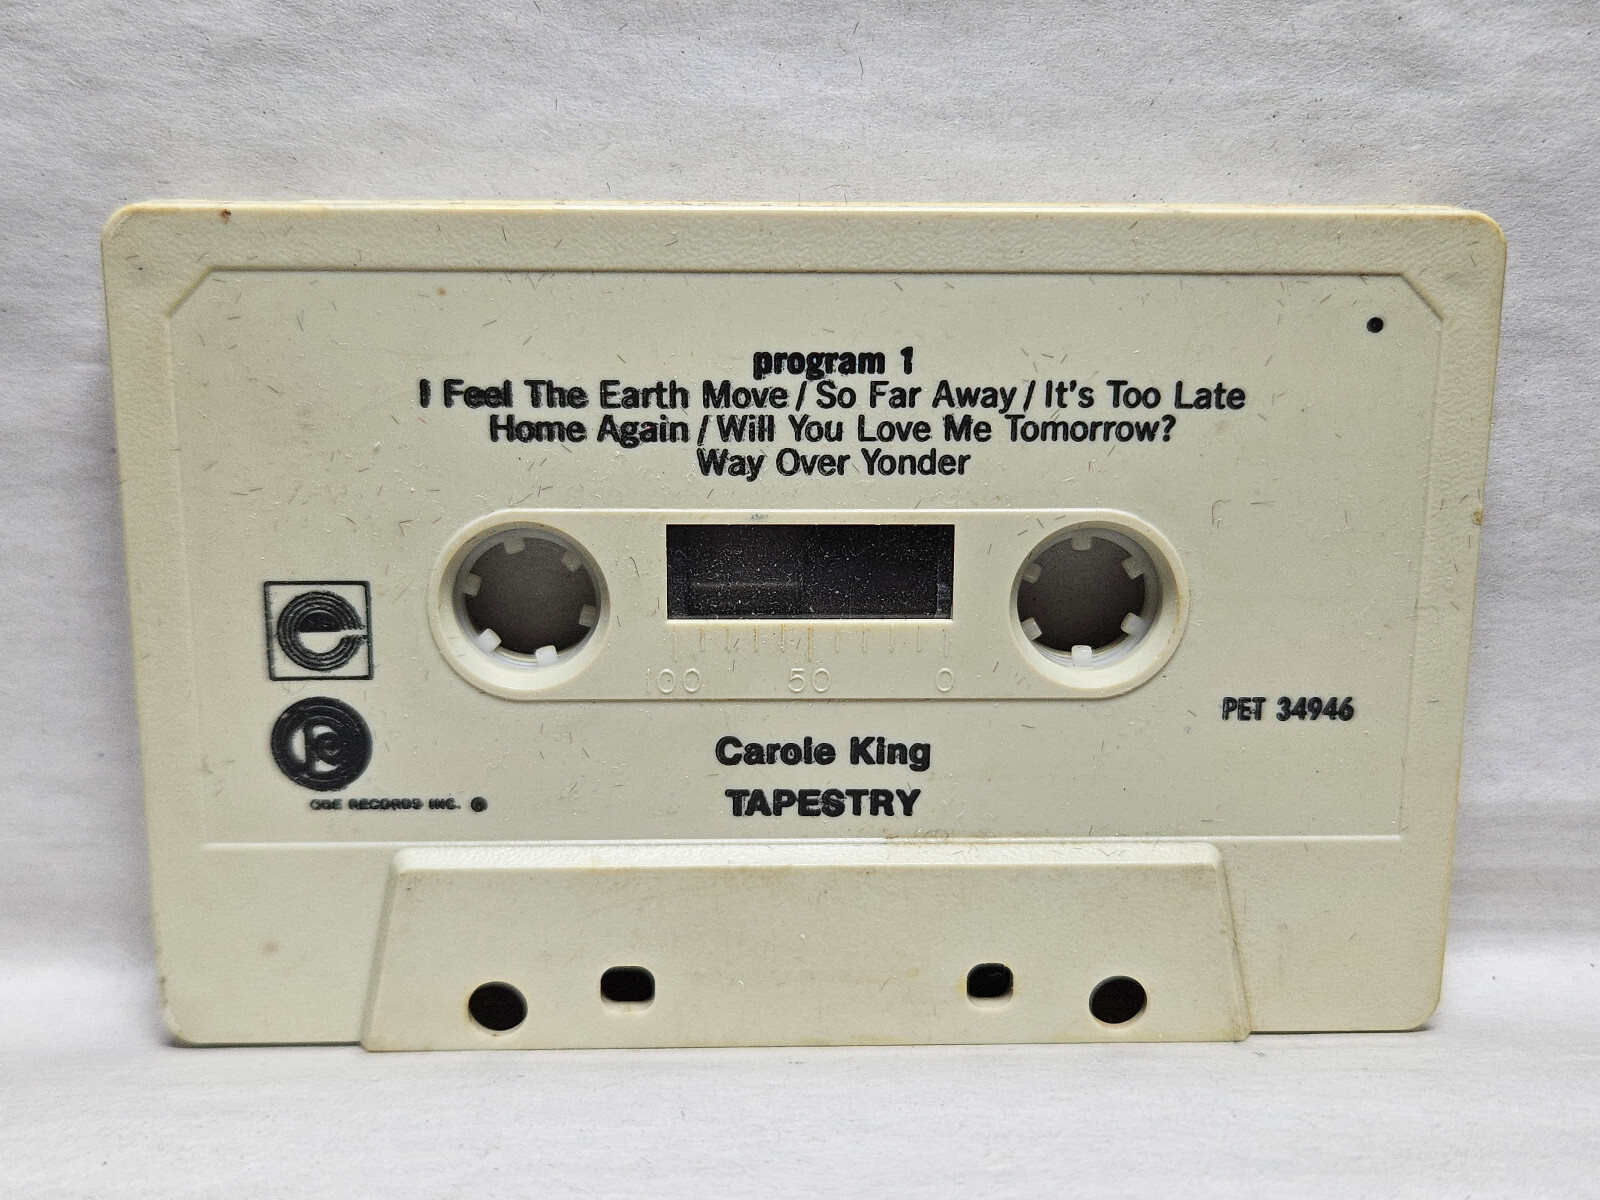 program 1
I Feel The Earth Move / So Far Away / It's Too Late
Home Again / Will You Love Me Tomorrow?
Way Over Yonder
100 50 0
PET 34946
Carole King
TAPESTRY
ODE RECORDS INC. ℗